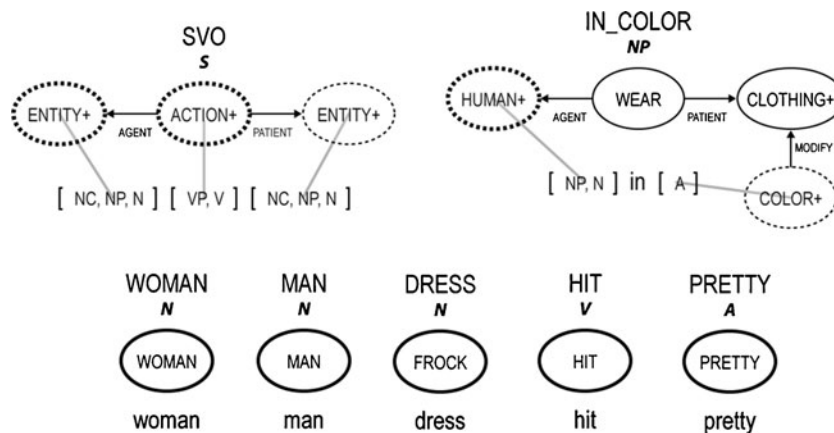 SVO
S
ENTITY+ ACTION+ ENTITY+
AGENT PATIENT
[ NC, NP, N ] [ VP, V ] [ NC, NP, N ]
IN_COLOR
NP
HUMAN+ WEAR CLOTHING+
AGENT PATIENT
MODIFY
[ NP, N ] in [ A ]
COLOR+
WOMAN MAN DRESS HIT PRETTY
N N N V A
WOMAN MAN FROCK HIT PRETTY
woman man dress hit pretty